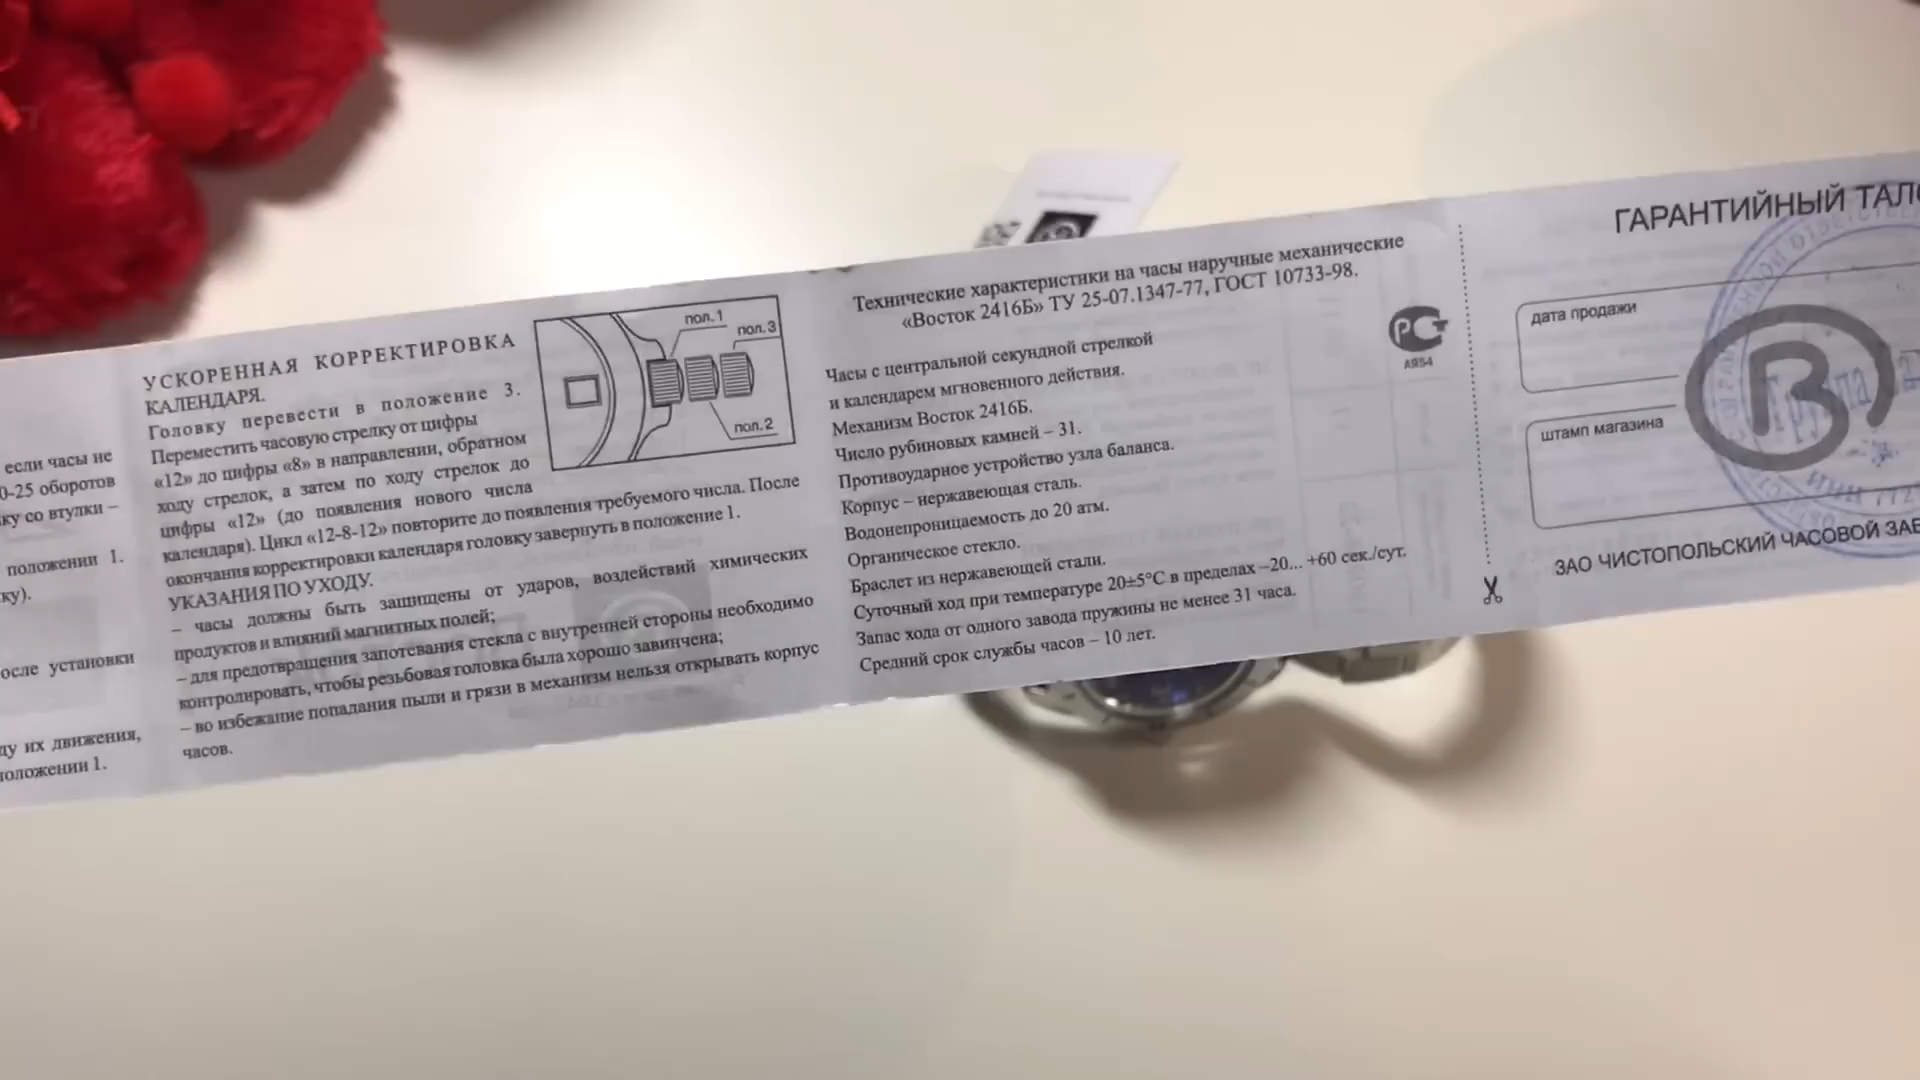 если часы не
0-25 оборотов
ку со втулки –
положении 1.
ку).
осле установки
ду их движения,
положении 1.
УСКОРЕННАЯ КОРРЕКТИРОВКА
КАЛЕНДАРЯ.
Головку перевести в положение 3.
Переместить часовую стрелку от цифры
«12» до цифры «8» в направлении, обратном
ходу стрелок, а затем по ходу стрелок до
цифры «12» (до появления нового числа
календаря). Цикл «12-8-12» повторите до появления требуемого числа. После
окончания корректировки календаря головку завернуть в положение 1.
УКАЗАНИЯ ПО УХОДУ.
– часы должны быть защищены от ударов, воздействий химических
продуктов и влияний магнитных полей;
– для предотвращения запотевания стекла с внутренней стороны необходимо
контролировать, чтобы резьбовая головка была хорошо завинчена;
– во избежание попадания пыли и грязи в механизм нельзя открывать корпус
часов.
пол.1
пол.3
пол.2
Технические характеристики на часы наручные механические
«Восток 2416Б» ТУ 25-07.1347-77, ГОСТ 10733-98.
Часы с центральной секундной стрелкой
и календарем мгновенного действия.
Механизм Восток 2416Б.
Число рубиновых камней – 31.
Противоударное устройство узла баланса.
Корпус – нержавеющая сталь.
Водонепроницаемость до 20 атм.
Органическое стекло.
Браслет из нержавеющей стали.
Суточный ход при температуре 20±5°С в пределах –20... +60 сек./сут.
Запас хода от одного завода пружины не менее 31 часа.
Средний срок службы часов – 10 лет.
РСТ
АЯ54
ГАРАНТИЙНЫЙ ТАЛО
дата продажи
штамп магазина
В
ЗАО ЧИСТОПОЛЬСКИЙ ЧАСОВОЙ ЗАВ